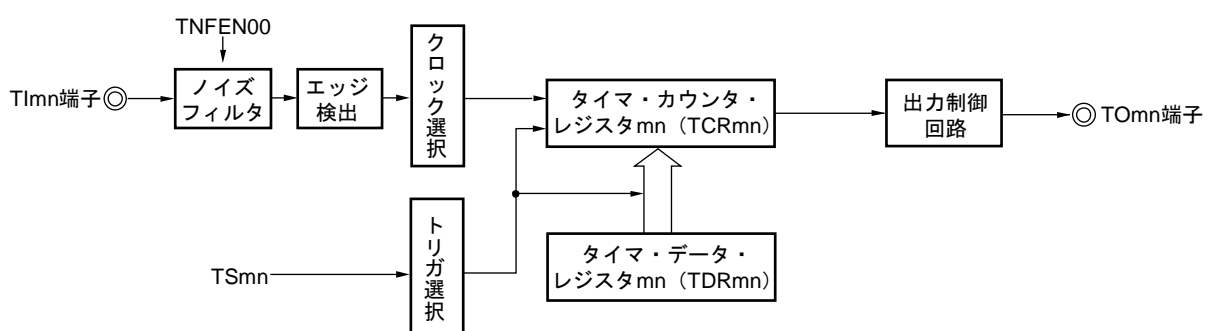 TNFEN00
TImn端子
ノイズ
フィルタ
エッジ
検出
クロック選択
タイマ・カウンタ・
レジスタmn（TCRmn）
出力制御
回路
TOmn端子
TSmn
トリガ選択
タイマ・データ・
レジスタmn（TDRmn）